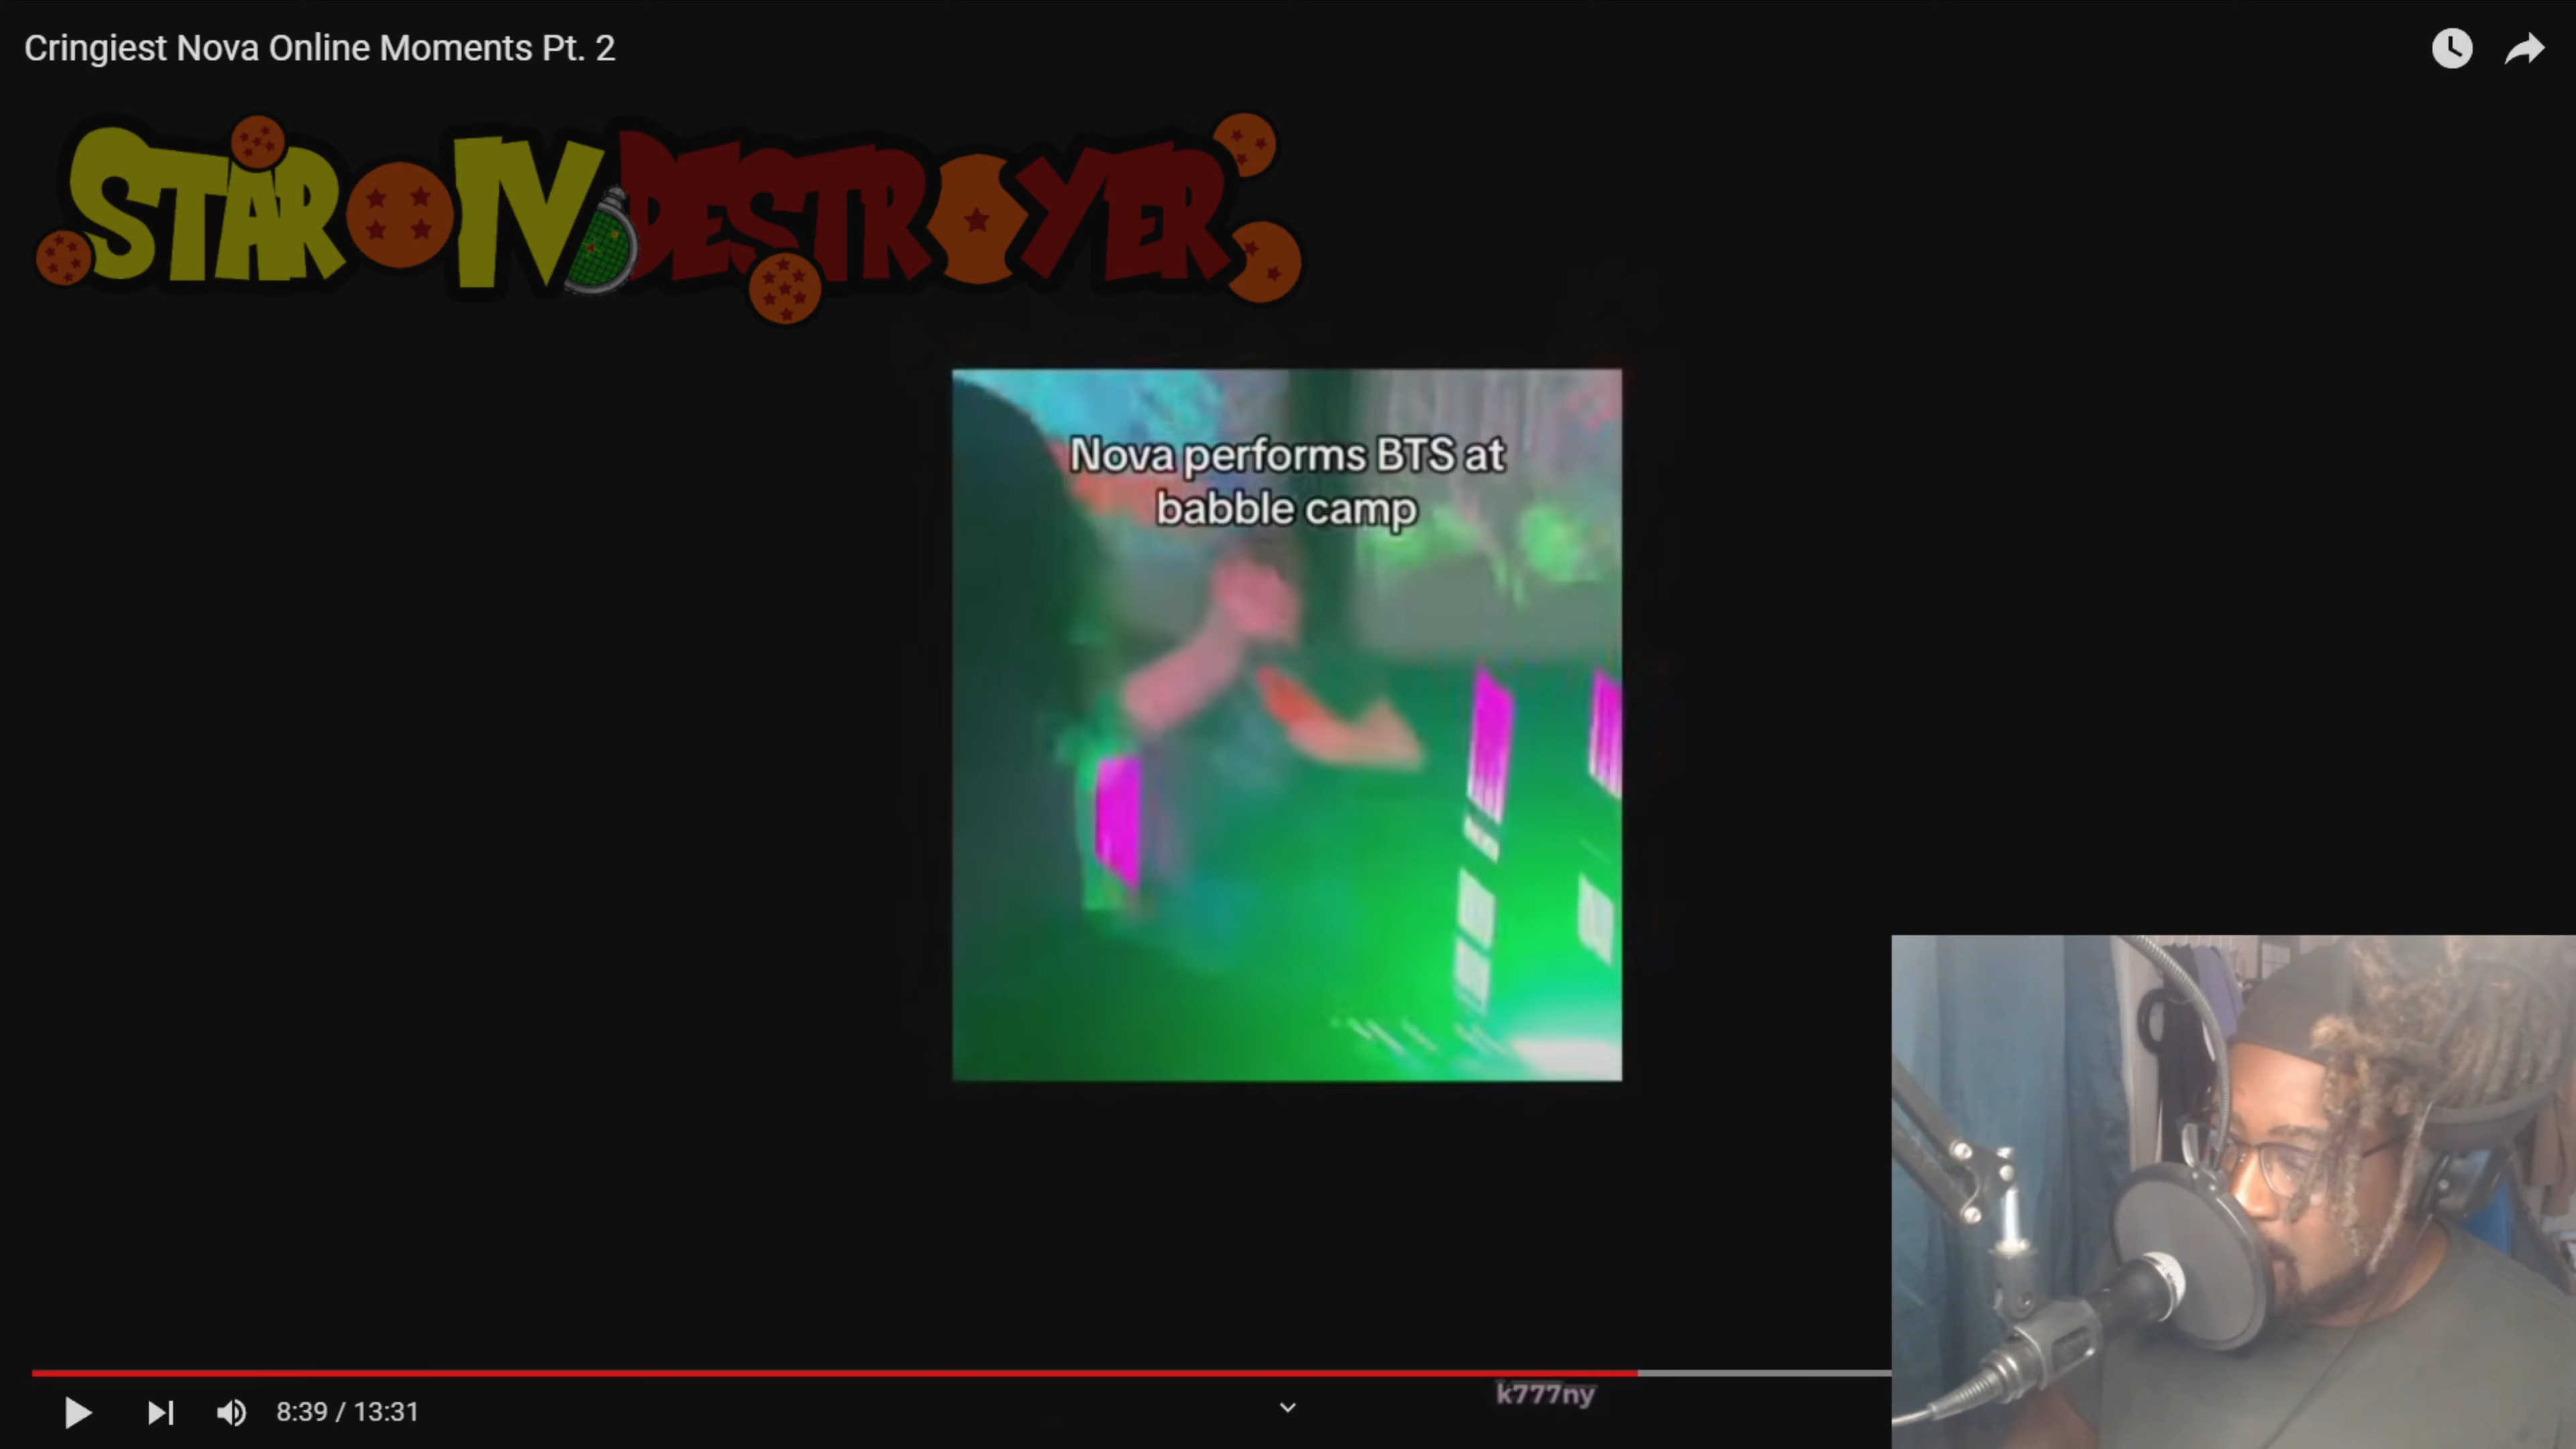 Cringiest Nova Online Moments Pt. 2
STAR IV DESTROYER
Nova performs BTS at
babble camp
k777ny
8:39 / 13:31